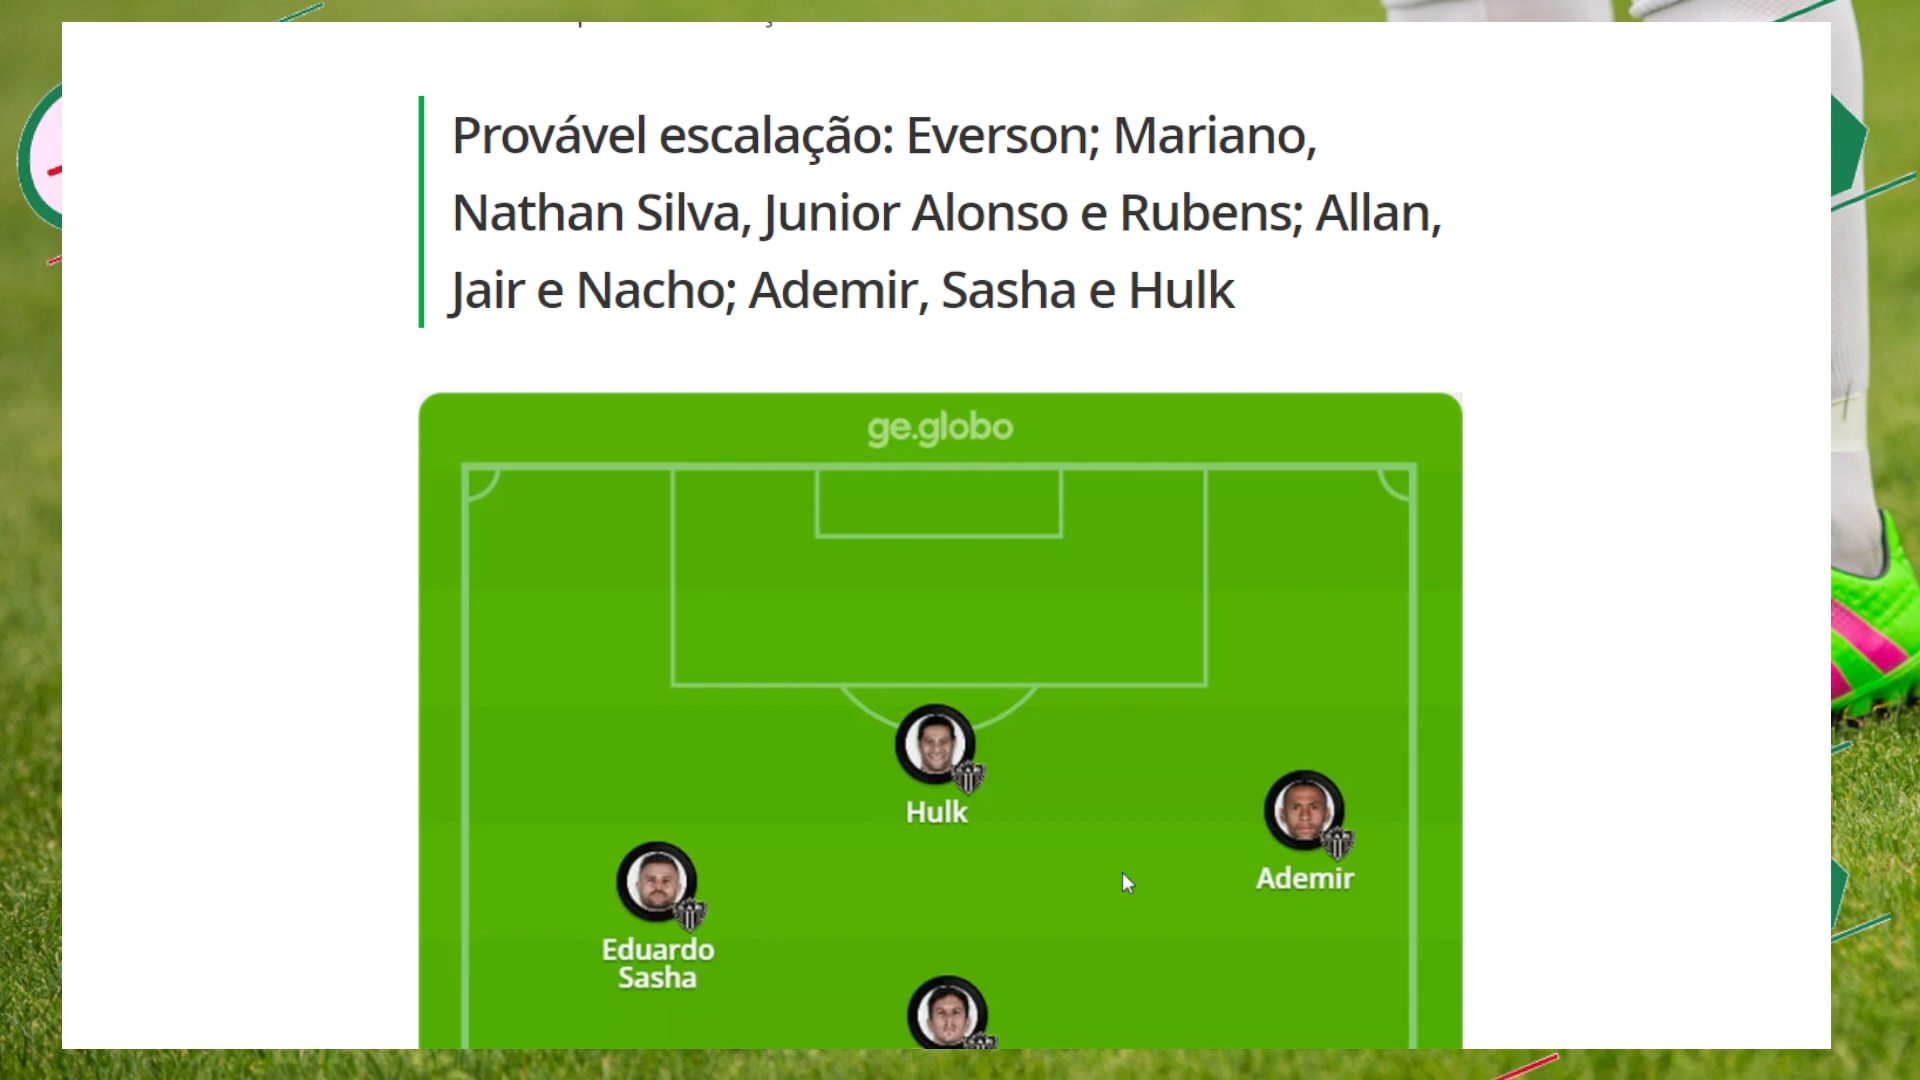 Provável escalação: Everson; Mariano,
Nathan Silva, Junior Alonso e Rubens; Allan,
Jair e Nacho; Ademir, Sasha e Hulk
ge.globo
Hulk
Ademir
Eduardo
Sasha